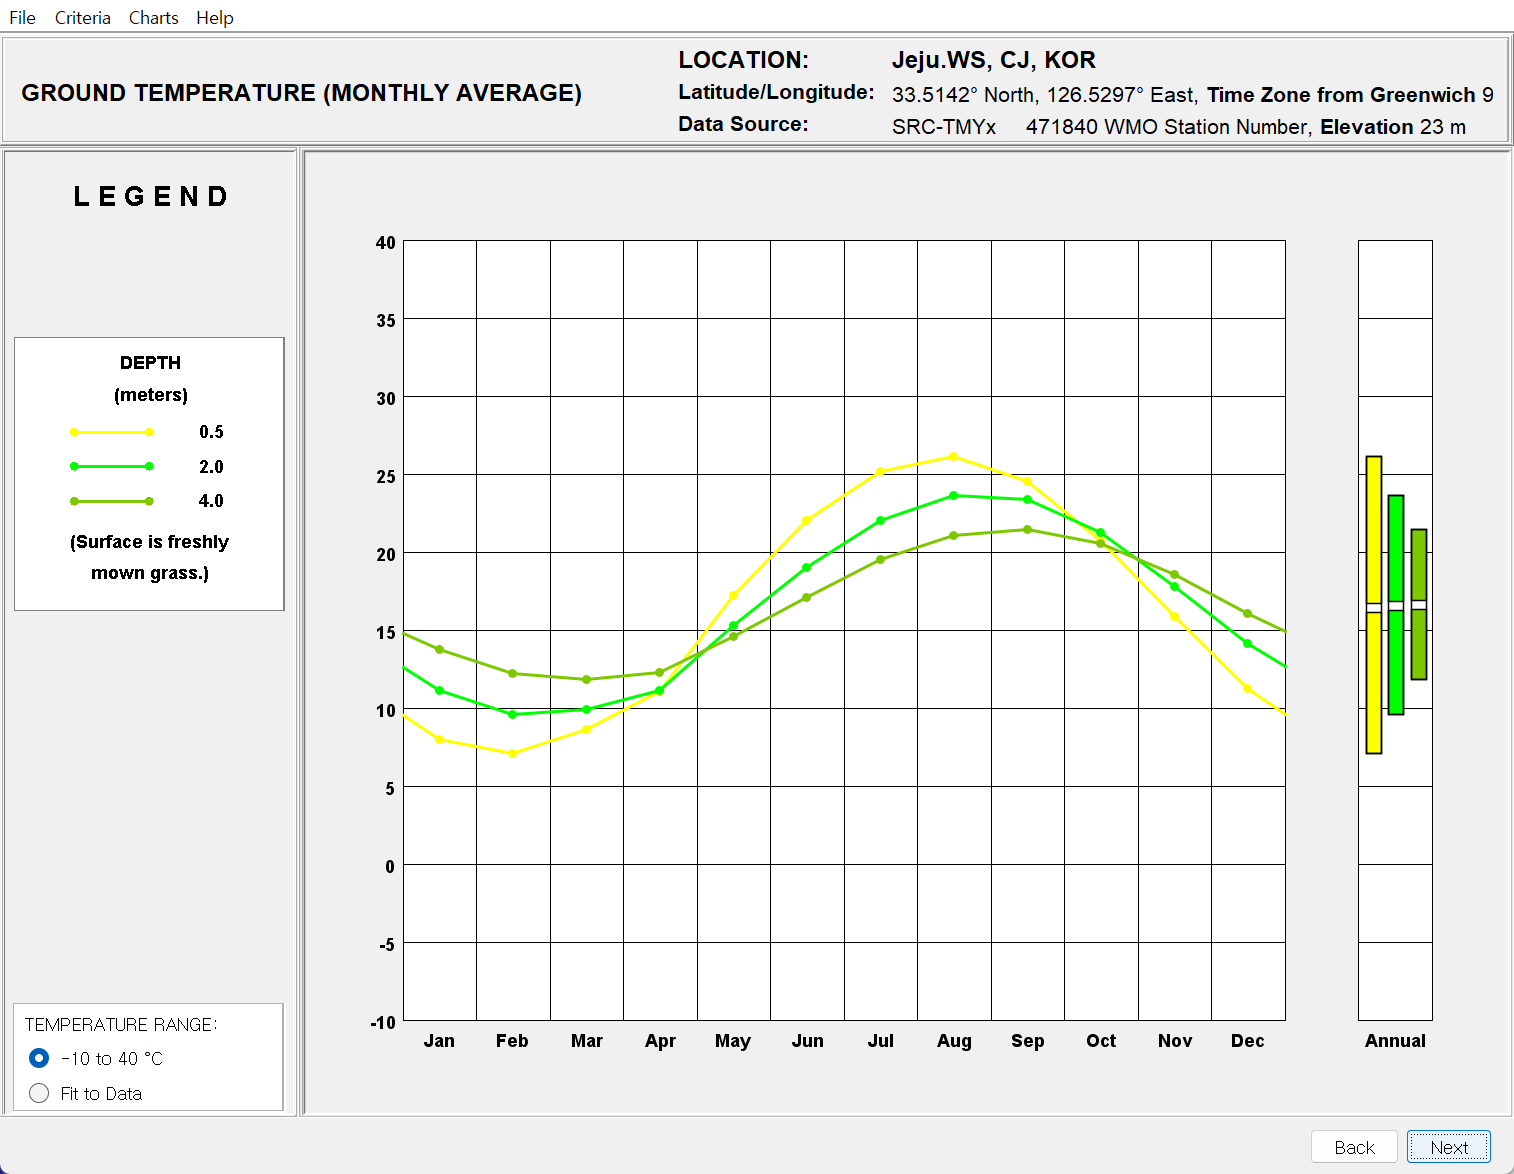 File Criteria Charts Help
GROUND TEMPERATURE (MONTHLY AVERAGE)
LOCATION: Jeju.WS, CJ, KOR
Latitude/Longitude: 33.5142° North, 126.5297° East, Time Zone from Greenwich 9
Data Source: SRC-TMYx 471840 WMO Station Number, Elevation 23 m
LEGEND
DEPTH
(meters)
0.5
2.0
4.0
(Surface is freshly
mown grass.)
TEMPERATURE RANGE:
-10 to 40 °C
Fit to Data
40
35
30
25
20
15
10
5
0
-5
-10
Jan Feb Mar Apr May Jun Jul Aug Sep Oct Nov Dec Annual
Back Next